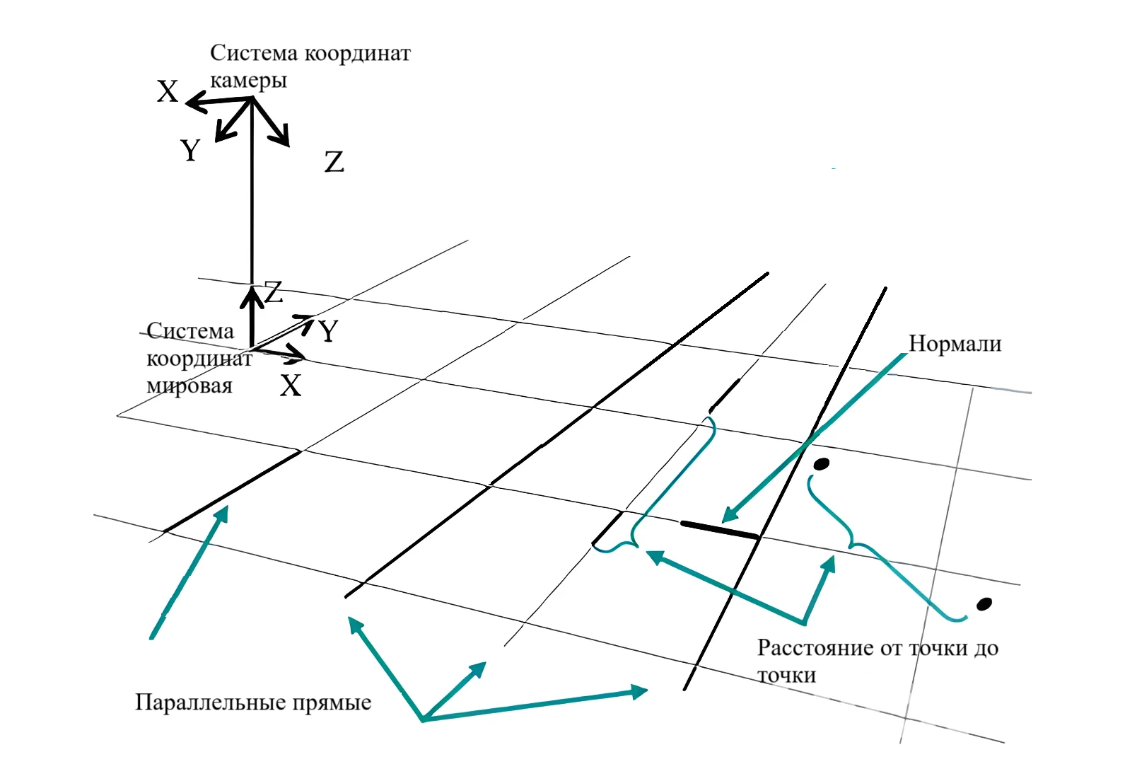 Система координат
камеры
X
Y
Z
Z
Система
координат
мировая
Y
X
Нормали
Расстояние от точки до
точки
Параллельные прямые